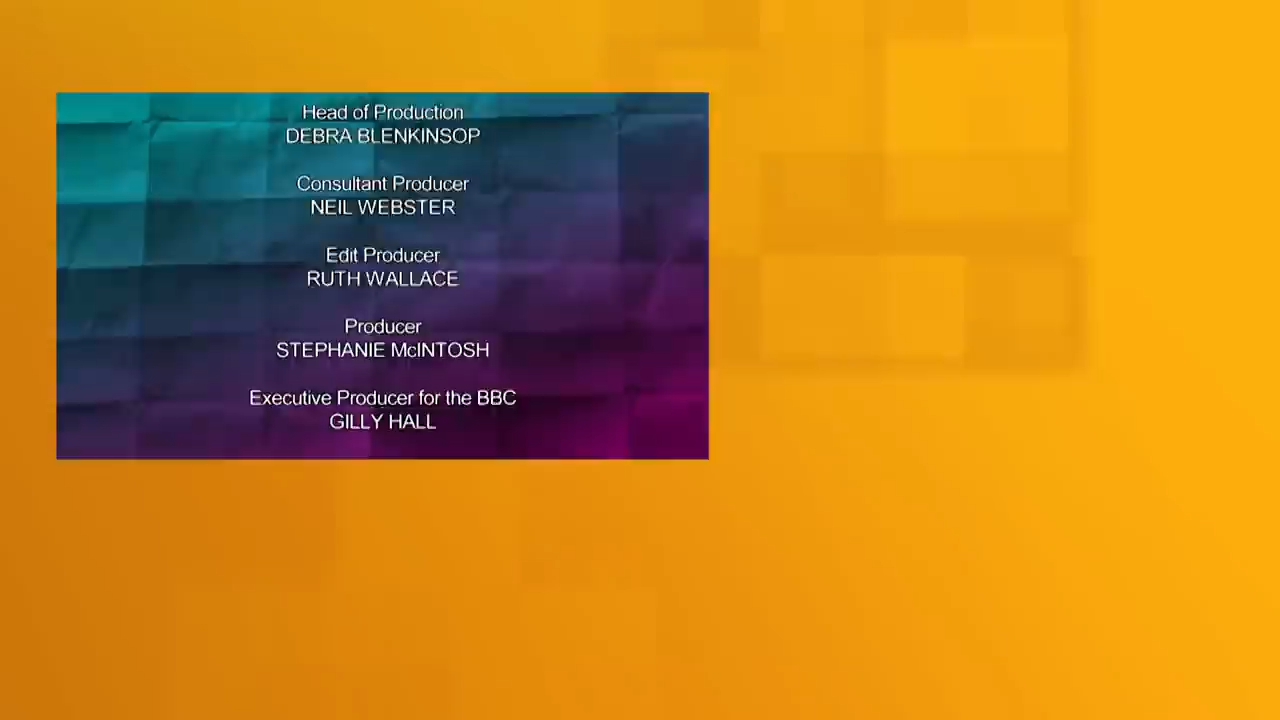 Head of Production
DEBRA BLENKINSOP
Consultant Producer
NEIL WEBSTER
Edit Producer
RUTH WALLACE
Producer
STEPHANIE McINTOSH
Executive Producer for the BBC
GILLY HALL